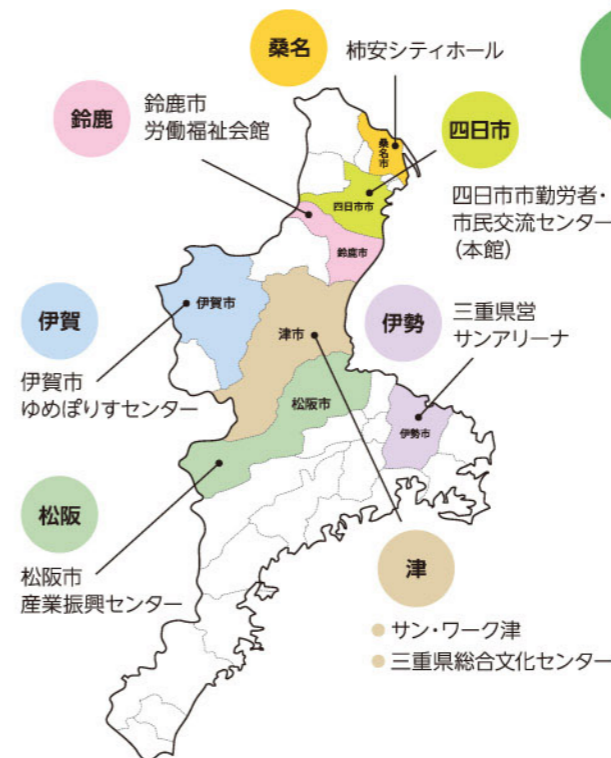 桑名
柿安シティホール
鈴鹿
鈴鹿市
労働福祉会館
四日市
桑名市
四日市市
四日市市勤労者・
市民交流センター
(本館)
鈴鹿市
伊賀
伊賀市
伊賀市
ゆめぽりすセンター
津市
伊勢
三重県営
サンアリーナ
松阪市
伊勢市
松阪
松阪市
産業振興センター
津
サン・ワーク津
三重県総合文化センター